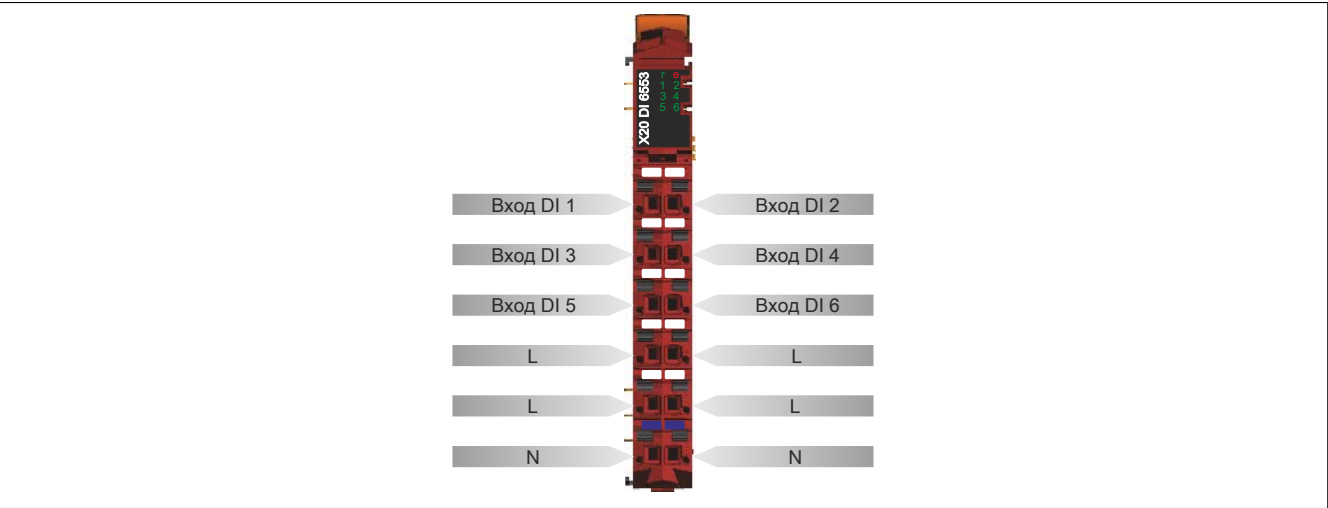 X20 DI 6553
r e
1 2
3 4
5 6
Вход DI 1
Вход DI 2
Вход DI 3
Вход DI 4
Вход DI 5
Вход DI 6
L
L
L
L
N
N